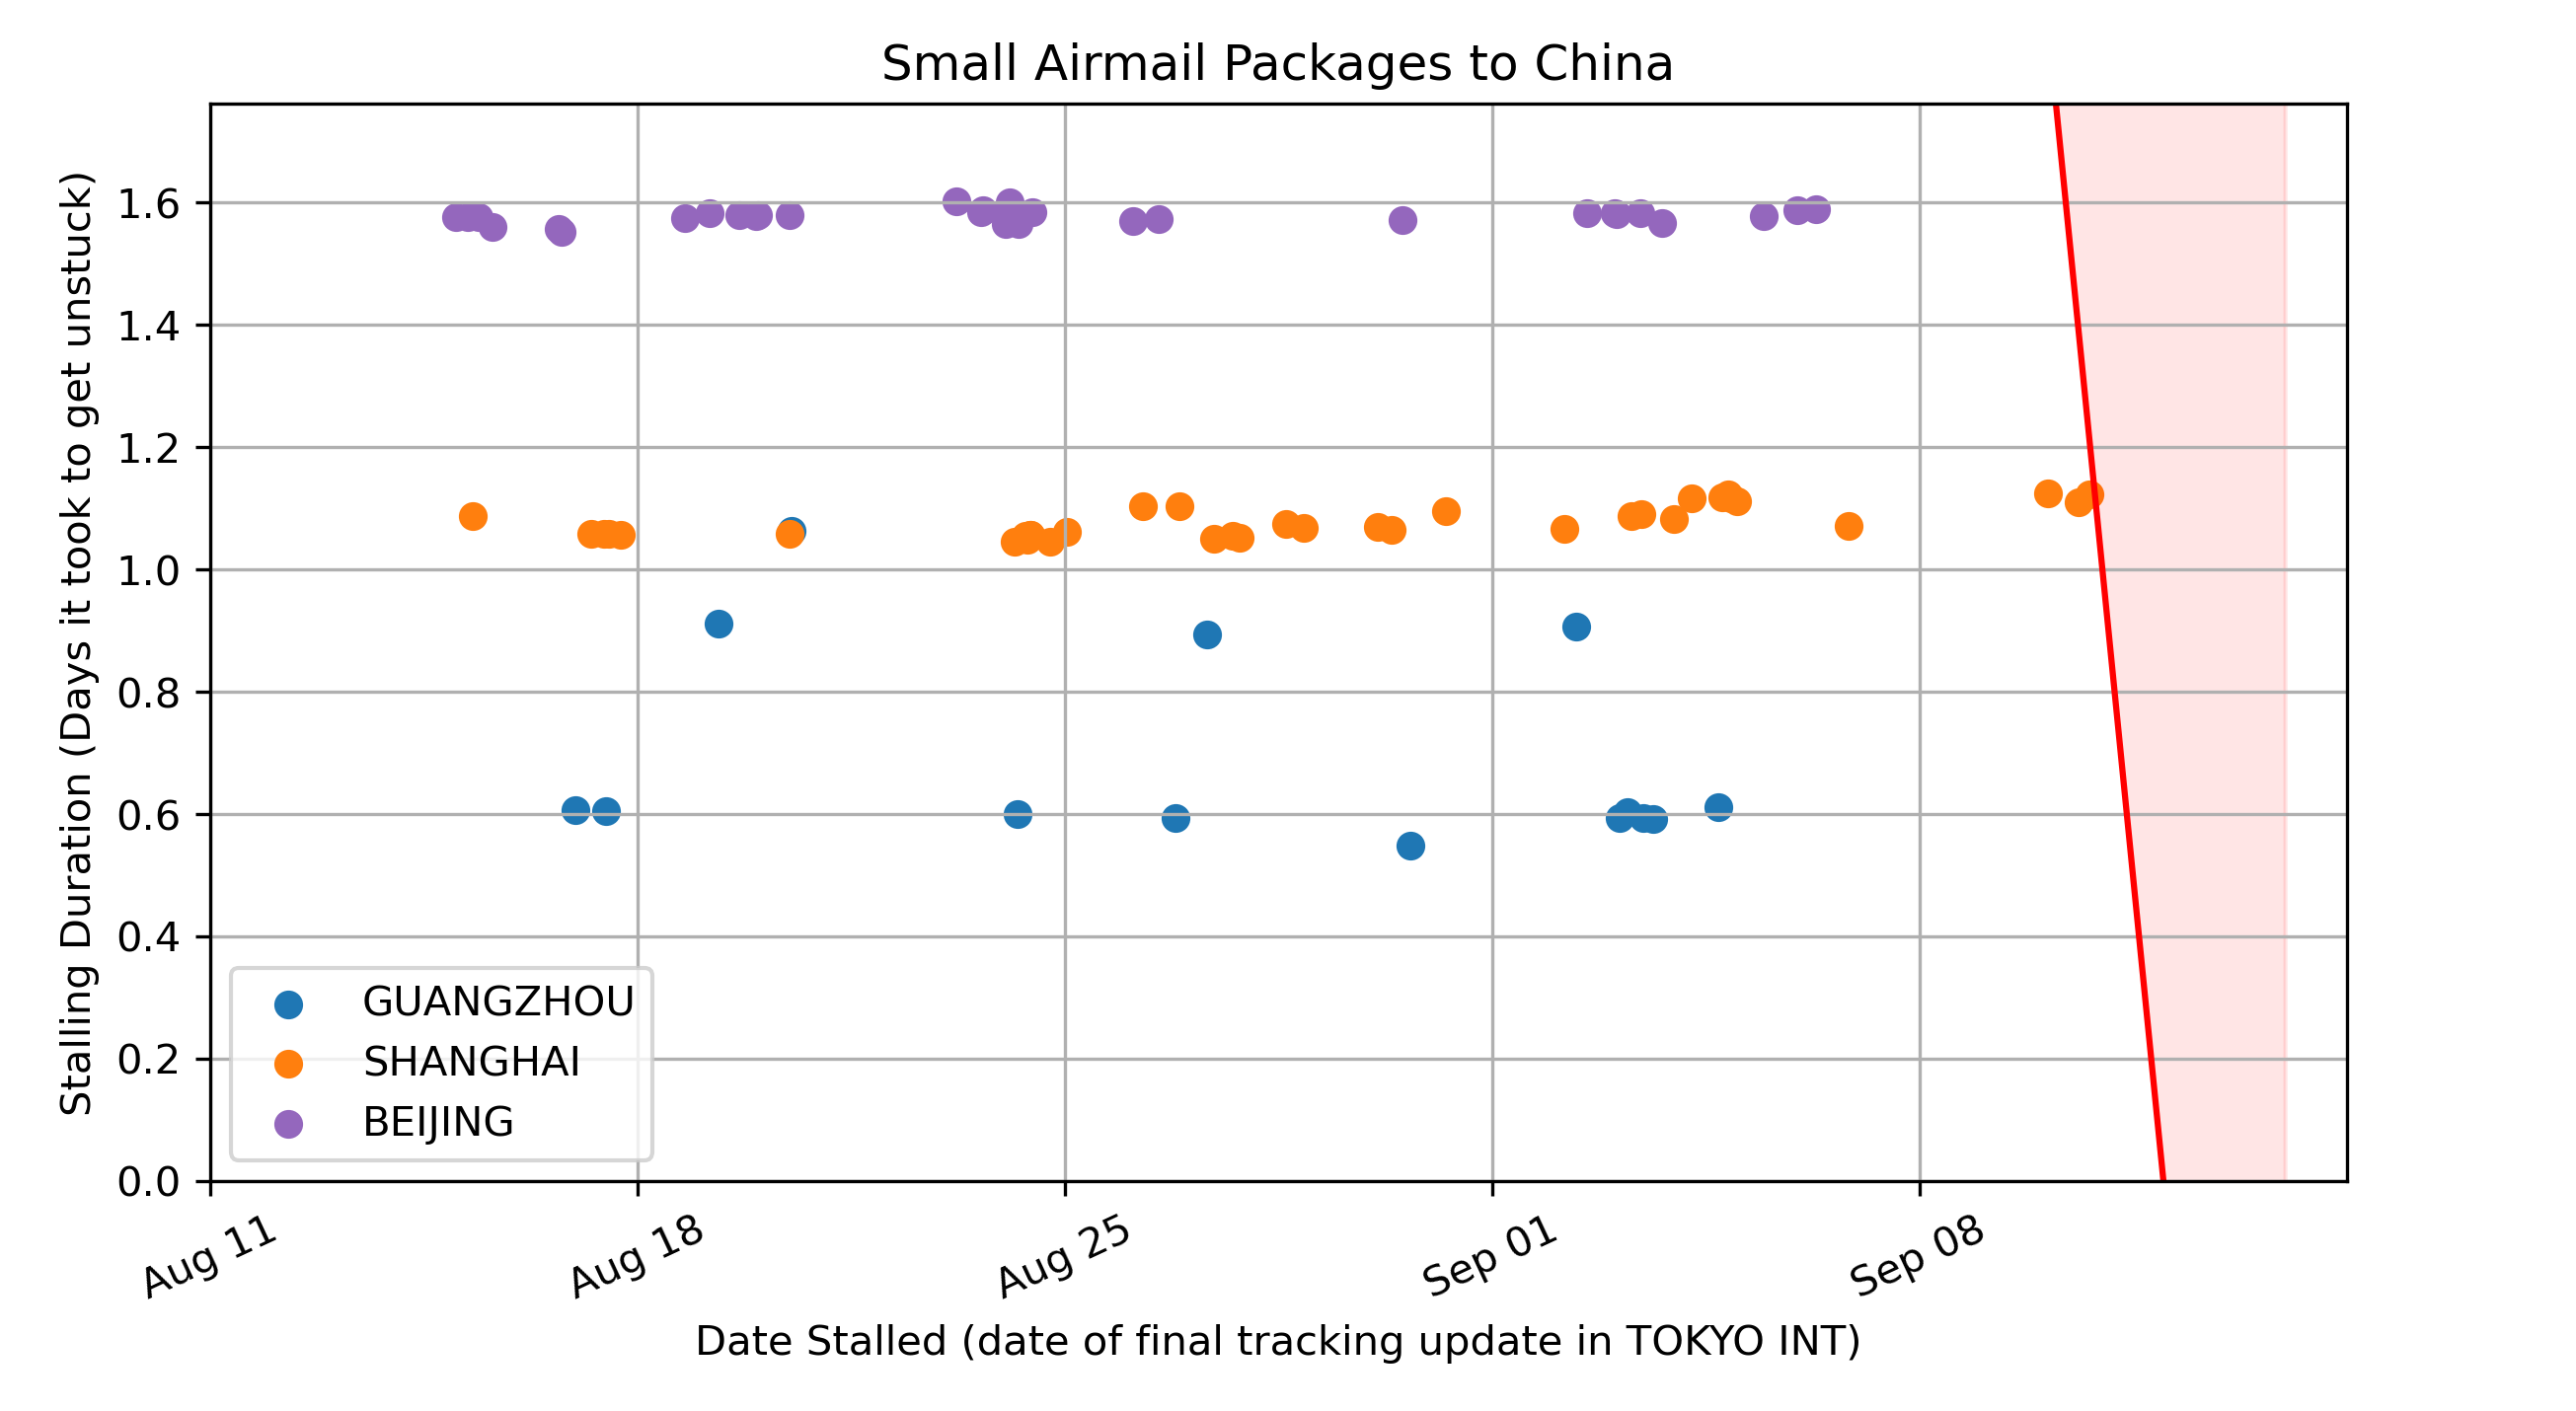 Small Airmail Packages to China
Stalling Duration (Days it took to get unstuck)
1.6
1.4
1.2
1.0
0.8
0.6
0.4
0.2
0.0
GUANGZHOU
SHANGHAI
BEIJING
Aug 11
Aug 18
Aug 25
Sep 01
Sep 08
Date Stalled (date of final tracking update in TOKYO INT)